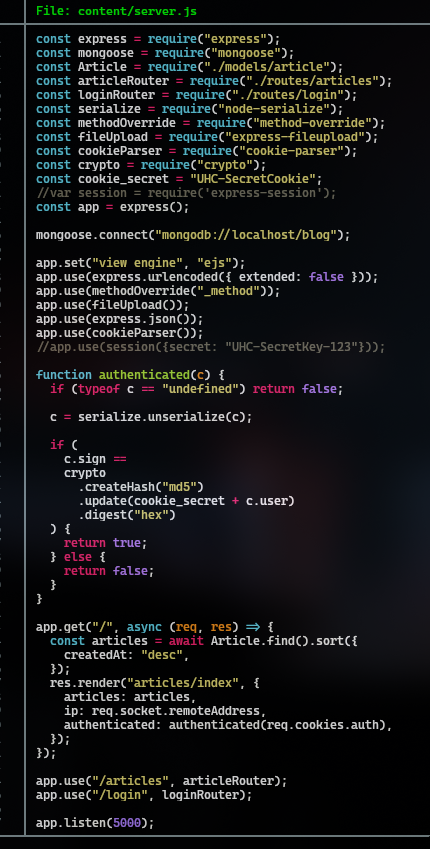 File: content/server.js
const express = require("express");
const mongoose = require("mongoose");
const Article = require("./models/article");
const articleRouter = require("./routes/articles");
const loginRouter = require("./routes/login");
const serialize = require("node-serialize");
const methodOverride = require("method-override");
const fileUpload = require("express-fileupload");
const cookieParser = require("cookie-parser");
const crypto = require("crypto");
const cookie_secret = "UHC-SecretCookie";
//var session = require('express-session');
const app = express();

mongoose.connect("mongodb://localhost/blog");

app.set("view engine", "ejs");
app.use(express.urlencoded({ extended: false }));
app.use(methodOverride("_method"));
app.use(fileUpload());
app.use(express.json());
app.use(cookieParser());
//app.use(session({secret: "UHC-SecretKey-123"}));

function authenticated(c) {
  if (typeof c == "undefined") return false;

  c = serialize.unserialize(c);

  if (
    c.sign ==
    crypto
      .createHash("md5")
      .update(cookie_secret + c.user)
      .digest("hex")
  ) {
    return true;
  } else {
    return false;
  }
}

app.get("/", async (req, res) => {
  const articles = await Article.find().sort({
    createdAt: "desc",
  });
  res.render("articles/index", {
    articles: articles,
    ip: req.socket.remoteAddress,
    authenticated: authenticated(req.cookies.auth),
  });
});

app.use("/articles", articleRouter);
app.use("/login", loginRouter);

app.listen(5000);